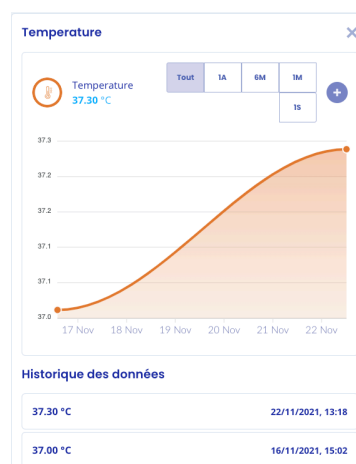 Temperature
Temperature
37.30 °C
Tout 1A 6M 1M
1S
37.3
37.2
37.2
37.1
37.1
37.0
17 Nov 18 Nov 19 Nov 20 Nov 21 Nov 22 Nov
Historique des données
37.30 °C 22/11/2021, 13:18
37.00 °C 16/11/2021, 15:02